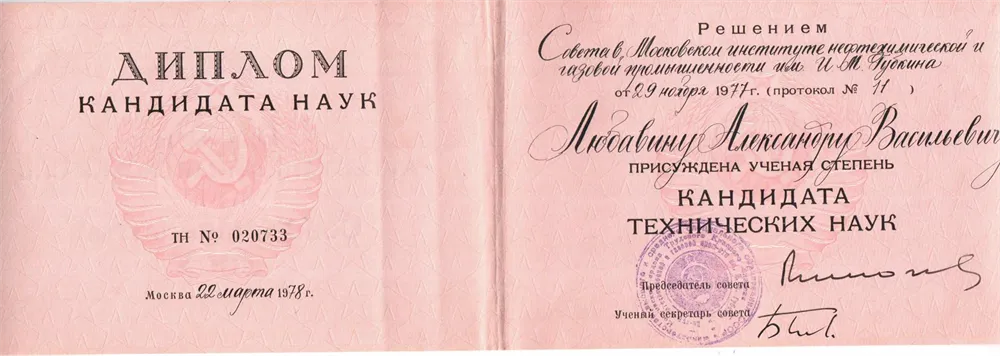 ДИПЛОМ
КАНДИДАТА НАУК
ТН № 020733
Москва 22 марта 1978 г.
Решением
Совета в Московском институте нефтехимической и
газовой промышленности им. И. М. Губкина
от 29 ноября 1977 г. (протокол № 11 )
Любавину Александру Васильевичу
ПРИСУЖДЕНА УЧЕНАЯ СТЕПЕНЬ
КАНДИДАТА
ТЕХНИЧЕСКИХ НАУК
Председатель совета
Ученый секретарь совета